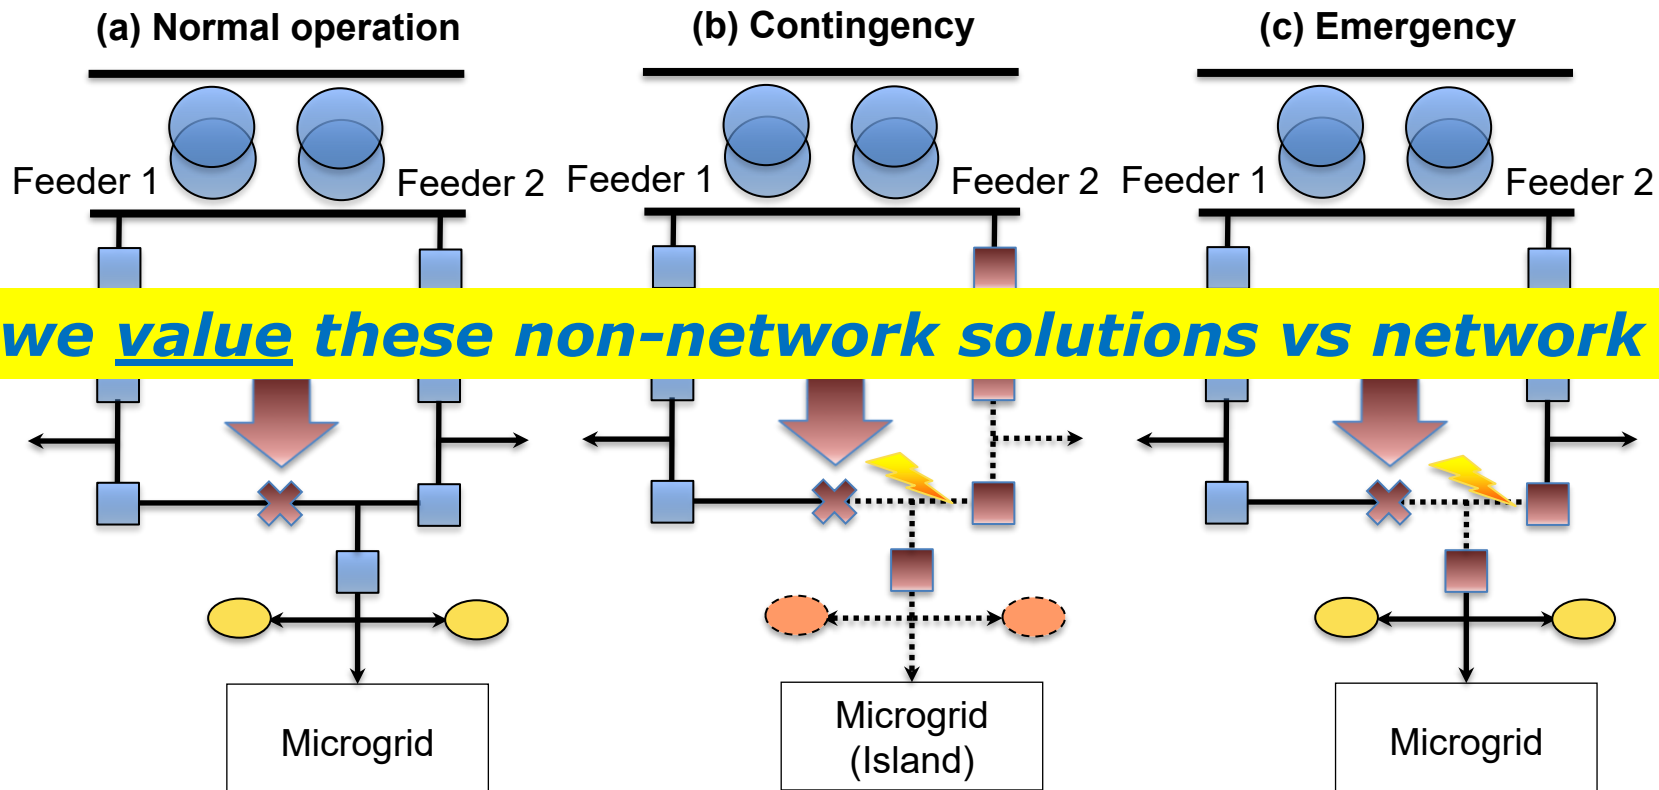 (a) Normal operation
(b) Contingency
(c) Emergency
Feeder 1
Feeder 2
Feeder 1
Feeder 2
Feeder 1
Feeder 2
we value these non-network solutions vs network
Microgrid
Microgrid
(Island)
Microgrid